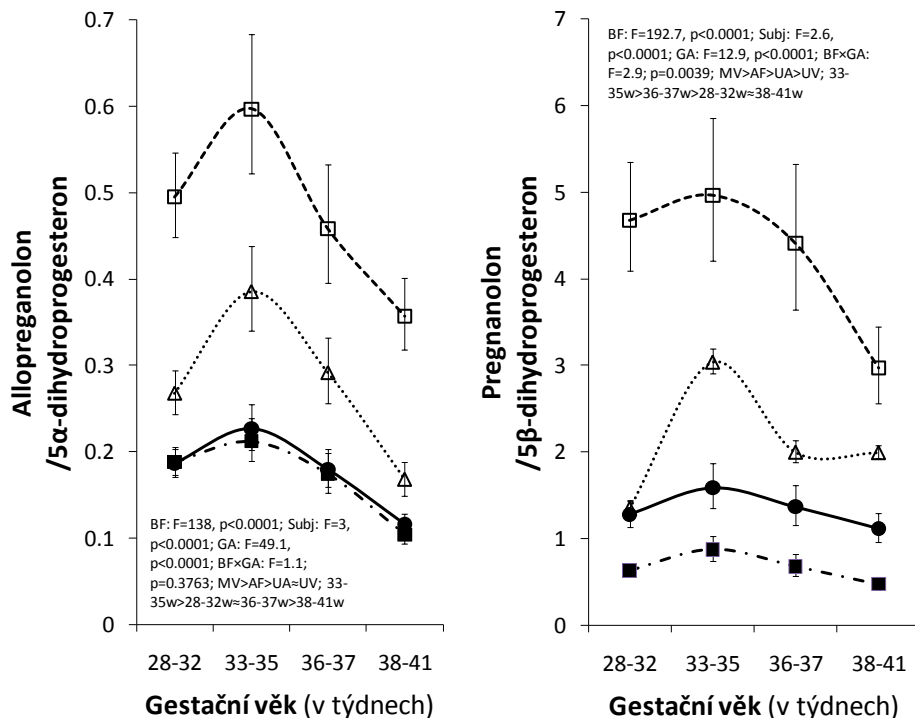 0.7
0.6
0.5
0.4
0.3
0.2
0.1
0
Allopreganolon
/5α-dihydroprogesteron
BF: F=138, p<0.0001; Subj: F=3,
p<0.0001; GA: F=49.1,
p<0.0001; BF×GA: F=1.1;
p=0.3763; MV>AF>UA≈UV; 33-
35w>28-32w≈36-37w>38-41w
28-32
33-35
36-37
38-41
Gestační věk (v týdnech)
7
6
5
4
3
2
1
0
Pregnanolon
/5β-dihydroprogesteron
BF: F=192.7, p<0.0001; Subj: F=2.6,
p<0.0001; GA: F=12.9, p<0.0001; BF×GA:
F=2.9; p=0.0039; MV>AF>UA>UV; 33-
35w>36-37w>28-32w≈38-41w
28-32
33-35
36-37
38-41
Gestační věk (v týdnech)